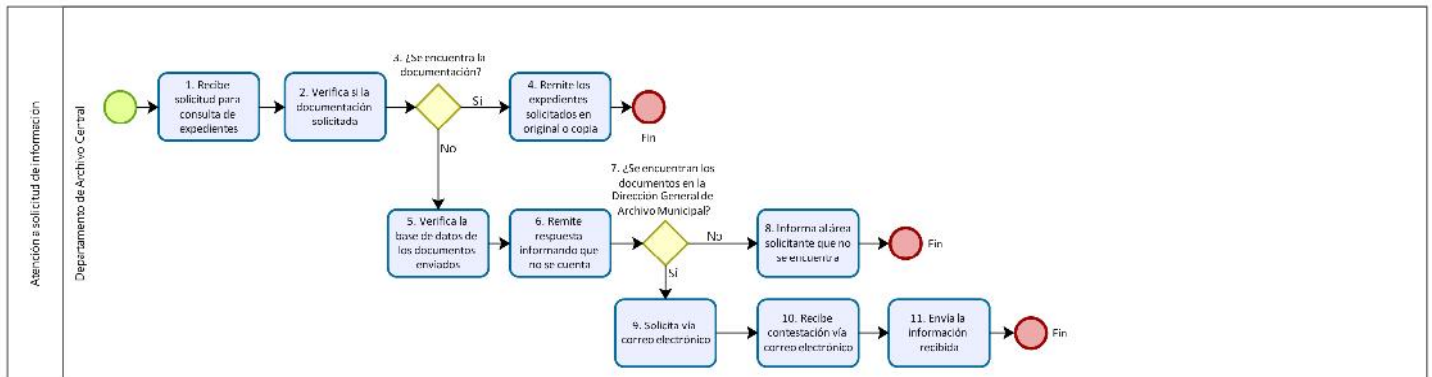 Atención a solicitud de información
Departamento de Archivo Central
1. Recibe
solicitud para
consulta de
expedientes
2. Verifica si la
documentación
solicitada
3. ¿Se encuentra la
documentación?
Si
4. Remite los
expedientes
solicitados en
original o copia
Fin
No
5. Verifica la
base de datos de
los documentos
enviados
6. Remite
respuesta
informando que
no se cuenta
7. ¿Se encuentran los
documentos en la
Dirección General de
Archivo Municipal?
No
8. Informa al área
solicitante que no
se encuentra
Fin
Sí
9. Solicita vía
correo electrónico
10. Recibe
contestación vía
correo electrónico
11. Envía la
información
recibida
Fin